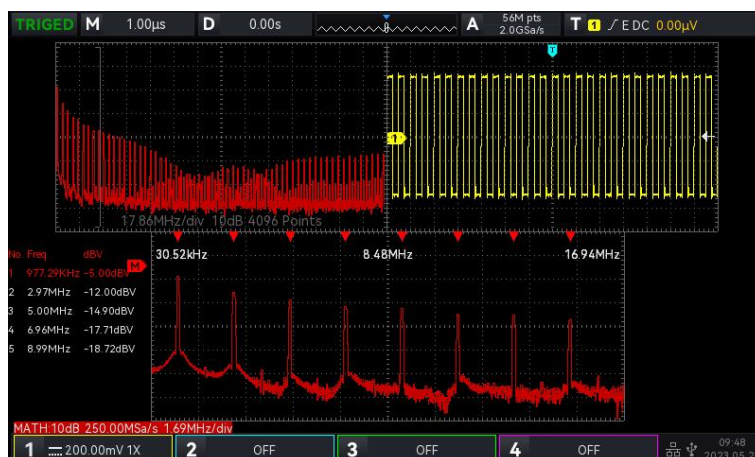 TRIGED M 1.00µs D 0.00s A 56M pts 2.0GSa/s T 1 E DC 0.00µV
T
1
17.86MHz/div 10dB 4096 Points
30.52kHz 8.48MHz 16.94MHz
No. Freq dBV
M
1 977.29KHz -5.00dBV
2 2.97MHz -12.00dBV
3 5.00MHz -14.90dBV
4 6.96MHz -17.71dBV
5 8.99MHz -18.72dBV
MATH:10dB 250.00MSa/s 1.69MHz/div
1 200.00mV 1X 2 OFF 3 OFF 4 OFF 09:48